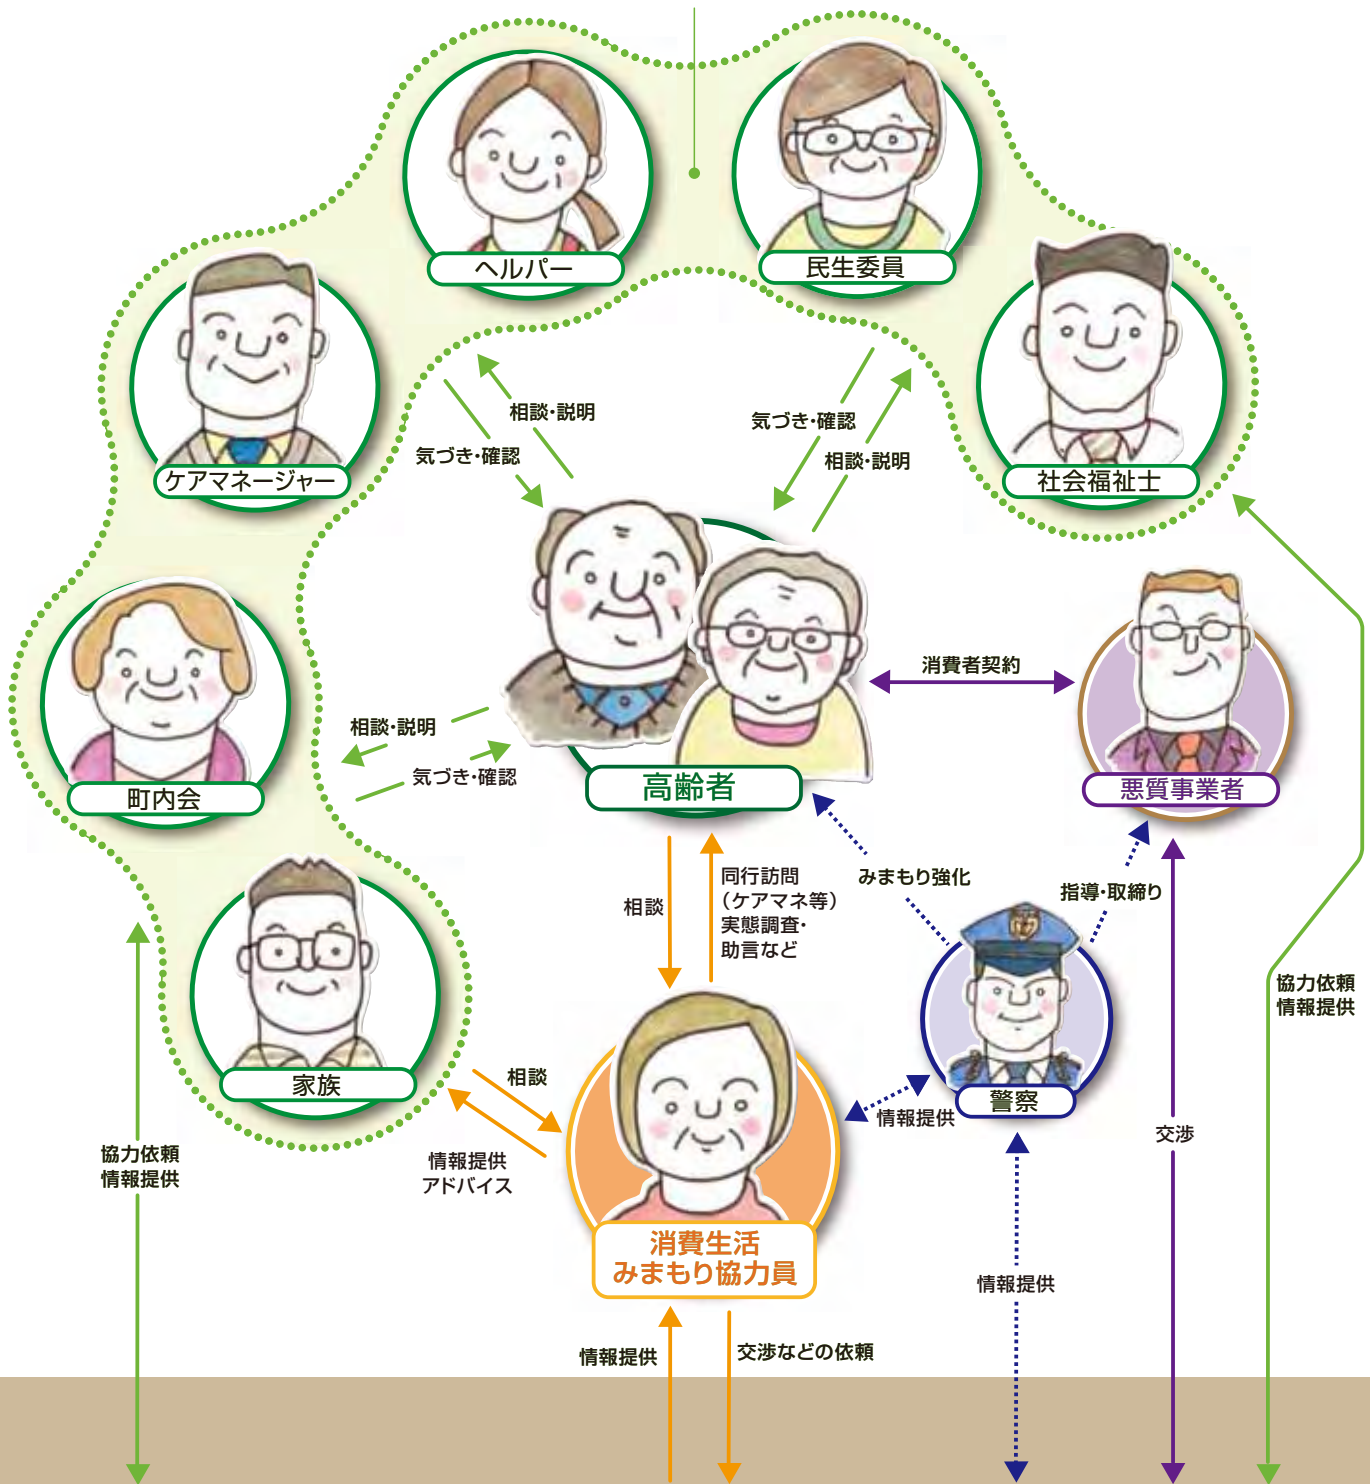 ヘルパー
民生委員
ケアマネージャー
社会福祉士
相談・説明
気づき・確認
気づき・確認
相談・説明
消費者契約
相談・説明
気づき・確認
町内会
高齢者
悪質事業者
相談
同行訪問
（ケアマネ等）
実態調査・
助言など
みまもり強化
指導・取締り
協力依頼
情報提供
家族
相談
情報提供
アドバイス
情報提供
警察
交渉
協力依頼
情報提供
消費生活
みまもり協力員
情報提供
情報提供
交渉などの依頼